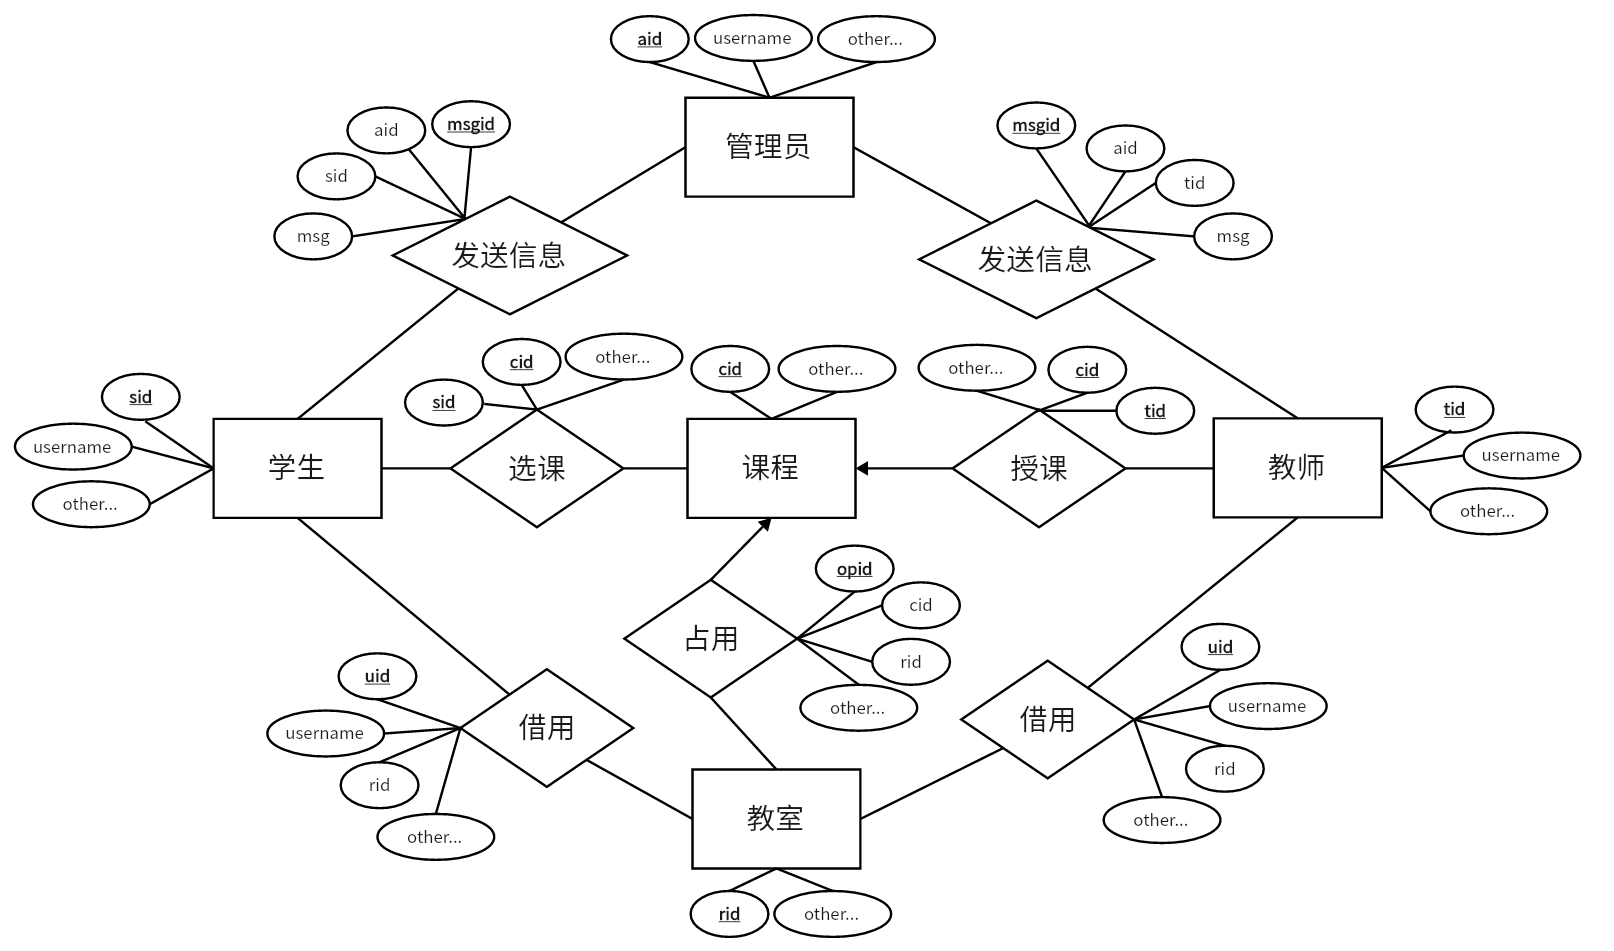 aid
username
other...
管理员
aid
msgid
sid
msg
发送信息
msgid
aid
tid
msg
发送信息
sid
username
other...
学生
sid
cid
other...
选课
cid
other...
课程
other...
cid
tid
授课
教师
tid
username
other...
opid
cid
rid
other...
占用
uid
username
rid
other...
借用
借用
uid
username
rid
other...
教室
rid
other...